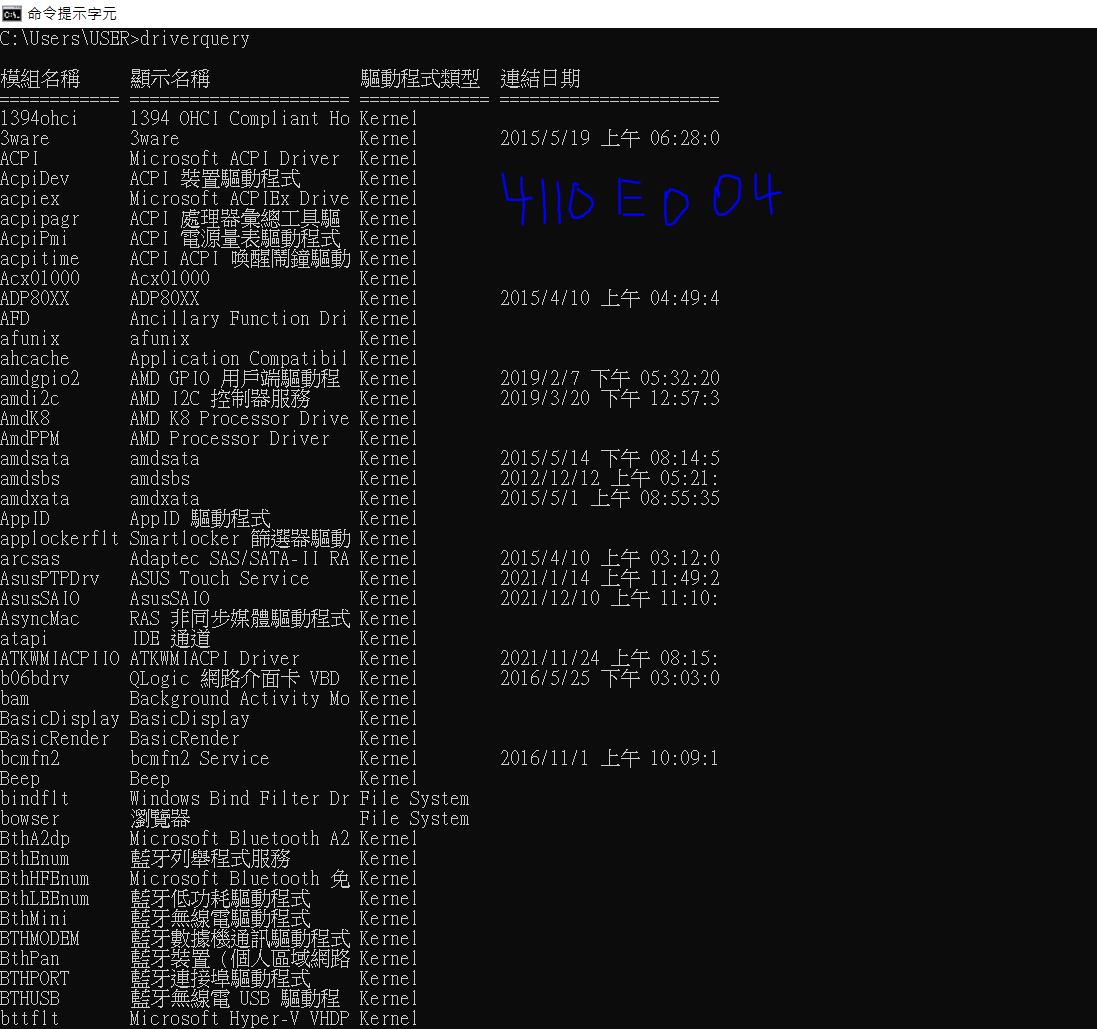 命令提示字元
C:\Users\USER>driverquery
模組名稱 顯示名稱 驅動程式類型 連結日期
============ ====================== ============= ======================
1394ohci 1394 OHCI Compliant Ho Kernel
3ware 3ware Kernel 2015/5/19 上午 06:28:0
ACPI Microsoft ACPI Driver Kernel
AcpiDev ACPI 裝置驅動程式 Kernel
acpiex Microsoft ACPIEx Drive Kernel
4110 E D 04
acpipagr ACPI 處理器彙總工具驅 Kernel
AcpiPmi ACPI 電源量表驅動程式 Kernel
acpitime ACPI ACPI 喚醒鬧鐘驅動 Kernel
Acx01000 Acx01000 Kernel
ADP80XX ADP80XX Kernel 2015/4/10 上午 04:49:4
AFD Ancillary Function Dri Kernel
afunix afunix Kernel
ahcache Application Compatibil Kernel
amdgpio2 AMD GPIO 用戶端驅動程 Kernel 2019/2/7 下午 05:32:20
amdi2c AMD I2C 控制器服務 Kernel 2019/3/20 下午 12:57:3
AmdK8 AMD K8 Processor Drive Kernel
AmdPPM AMD Processor Driver Kernel
amdsata amdsata Kernel 2015/5/14 下午 08:14:5
amdsbs amdsbs Kernel 2012/12/12 上午 05:21:
amdxata amdxata Kernel 2015/5/1 上午 08:55:35
AppID AppID 驅動程式 Kernel
applockerflt Smartlocker 篩選器驅動 Kernel
arcsas Adaptec SAS/SATA-II RA Kernel 2015/4/10 上午 03:12:0
AsusPTPDrv ASUS Touch Service Kernel 2021/1/14 上午 11:49:2
AsusSAIO AsusSAIO Kernel 2021/12/10 上午 11:10:
AsyncMac RAS 非同步媒體驅動程式 Kernel
atapi IDE 通道 Kernel
ATKWMIACPIIO ATKWMIACPI Driver Kernel 2021/11/24 上午 08:15:
b06bdrv QLogic 網路介面卡 VBD Kernel 2016/5/25 下午 03:03:0
bam Background Activity Mo Kernel
BasicDisplay BasicDisplay Kernel
BasicRender BasicRender Kernel
bcmfn2 bcmfn2 Service Kernel 2016/11/1 上午 10:09:1
Beep Beep Kernel
bindflt Windows Bind Filter Dr File System
bowser 瀏覽器 File System
BthA2dp Microsoft Bluetooth A2 Kernel
BthEnum 藍牙列舉程式服務 Kernel
BthHFEnum Microsoft Bluetooth 免 Kernel
BthLEEnum 藍牙低功耗驅動程式 Kernel
BthMini 藍牙無線電驅動程式 Kernel
BTHMODEM 藍牙數據機通訊驅動程式 Kernel
BthPan 藍牙裝置 (個人區域網路 Kernel
BTHPORT 藍牙連接埠驅動程式 Kernel
BTHUSB 藍牙無線電 USB 驅動程 Kernel
bttflt Microsoft Hyper-V VHDP Kernel